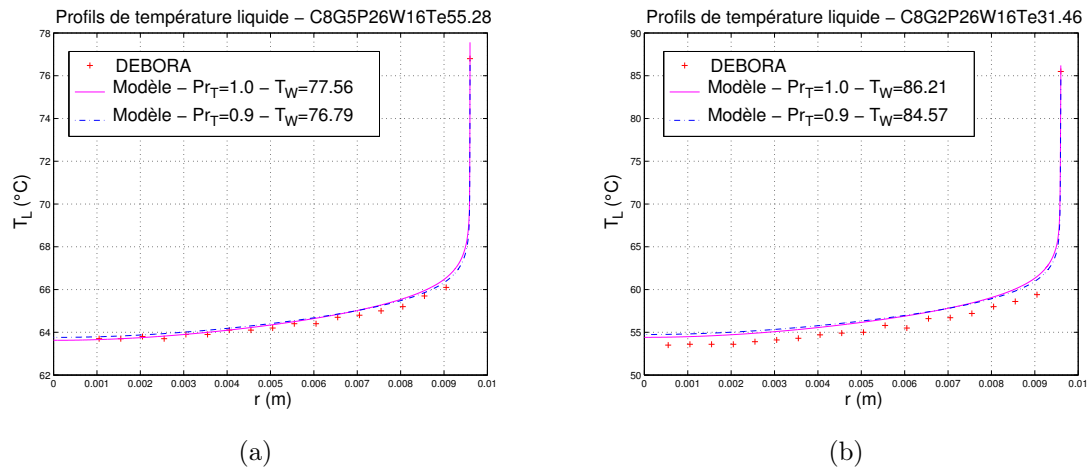 Profils de température liquide − C8G5P26W16Te55.28
78
76
74
72
70
68
66
64
62
T_L (°C)
DEBORA
Modèle − Pr_T=1.0 − T_W=77.56
Modèle − Pr_T=0.9 − T_W=76.79
0 0.001 0.002 0.003 0.004 0.005 0.006 0.007 0.008 0.009 0.01
r (m)
(a)
Profils de température liquide − C8G2P26W16Te31.46
90
85
80
75
70
65
60
55
50
T_L (°C)
DEBORA
Modèle − Pr_T=1.0 − T_W=86.21
Modèle − Pr_T=0.9 − T_W=84.57
0 0.001 0.002 0.003 0.004 0.005 0.006 0.007 0.008 0.009 0.01
r (m)
(b)